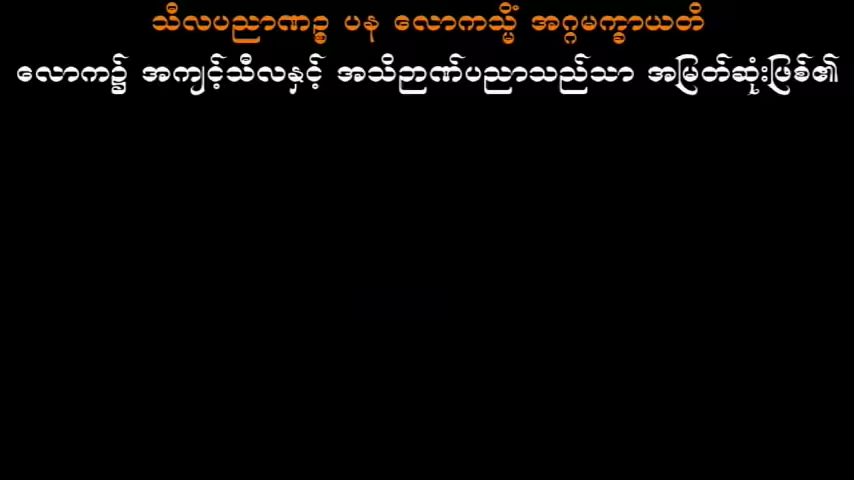 သီလပညာဏဉ္စ ပန လောကသ္မိံ အဂ္ဂမက္ခာယတိ
လောက၌ အကျင့်သီလနှင့် အသိဉာဏ်ပညာသည်သာ အမြတ်ဆုံးဖြစ်၏